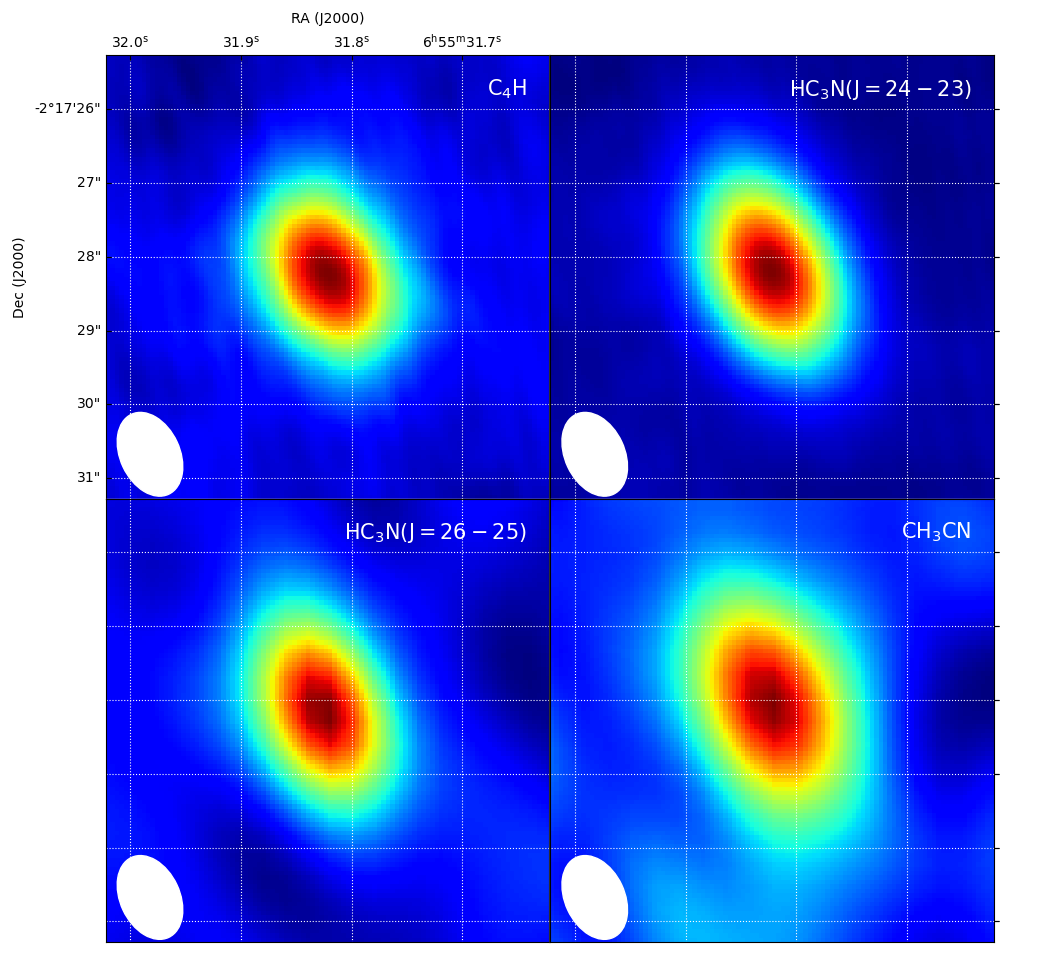 RA (J2000)
32.0ˢ 31.9ˢ 31.8ˢ 6ʰ55ᵐ31.7ˢ
C₄H
HC₃N(J = 24 − 23)
-2°17'26"
27"
28"
Dec (J2000)
29"
30"
31"
HC₃N(J = 26 − 25)
CH₃CN